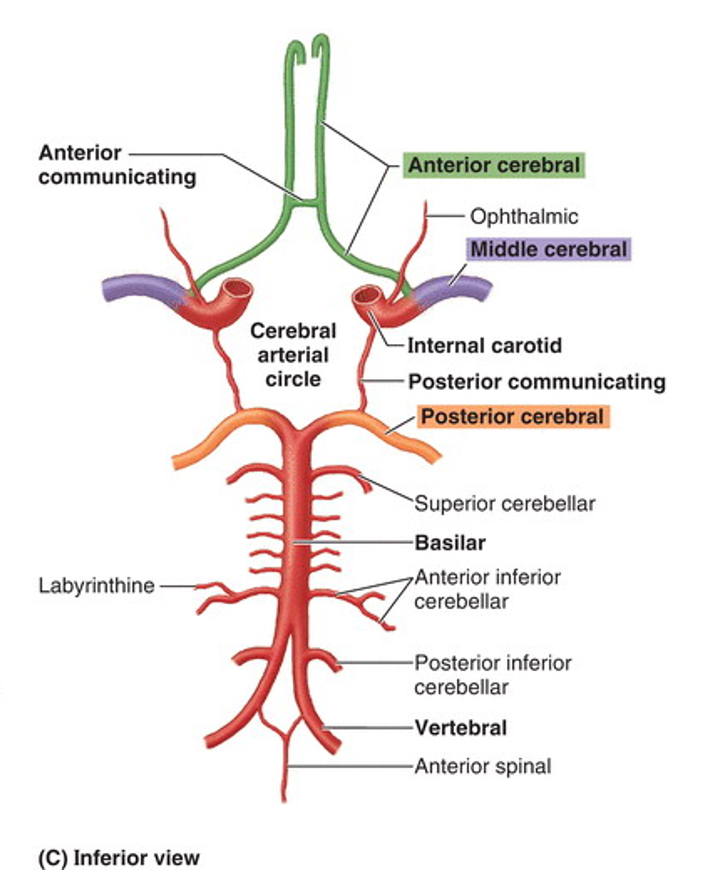 Anterior
communicating
Anterior cerebral
Ophthalmic
Middle cerebral
Cerebral
arterial
circle
Internal carotid
Posterior communicating
Posterior cerebral
Superior cerebellar
Basilar
Labyrinthine
Anterior inferior
cerebellar
Posterior inferior
cerebellar
Vertebral
Anterior spinal
(C) Inferior view